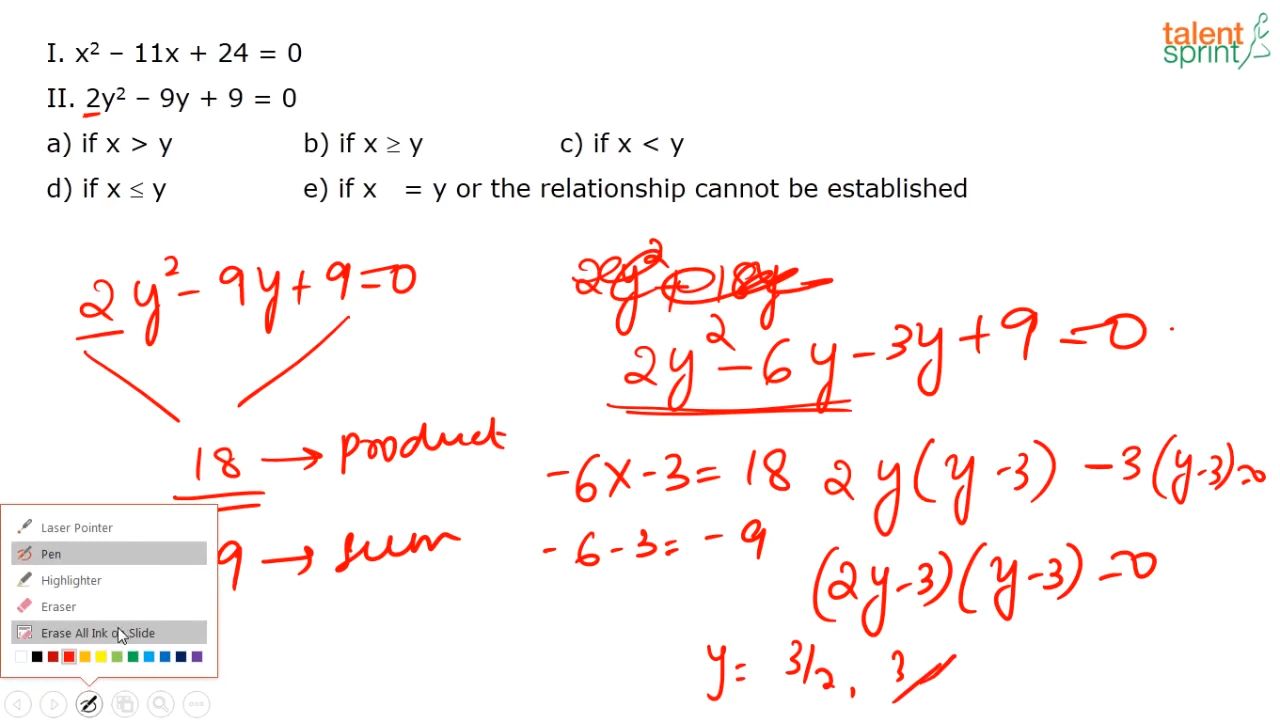 talent
sprint
I. x² – 11x + 24 = 0
II. 2y² – 9y + 9 = 0
a) if x > y b) if x ≥ y c) if x < y
d) if x ≤ y e) if x = y or the relationship cannot be established
2y² - 9y + 9 = 0
2y² - 6y - 3y + 9 = 0
18 → product
-6 x -3 = 18 2y(y-3) -3(y-3)=0
9 → sum
-6-3 = -9
(2y-3)(y-3) = 0
y = 3/2, 3
Laser Pointer
Pen
Highlighter
Eraser
Erase All Ink on Slide